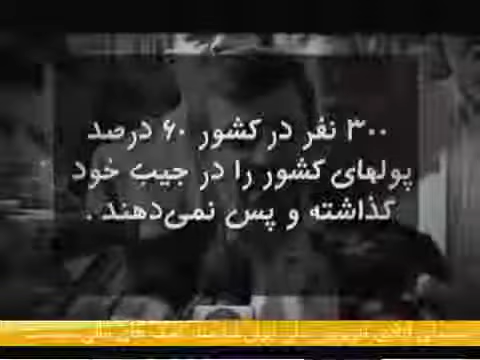 ۳۰۰ نفر در کشور ۶۰ درصد
پولهای کشور را در جیب خود
گذاشته و پس نمی‌دهند .